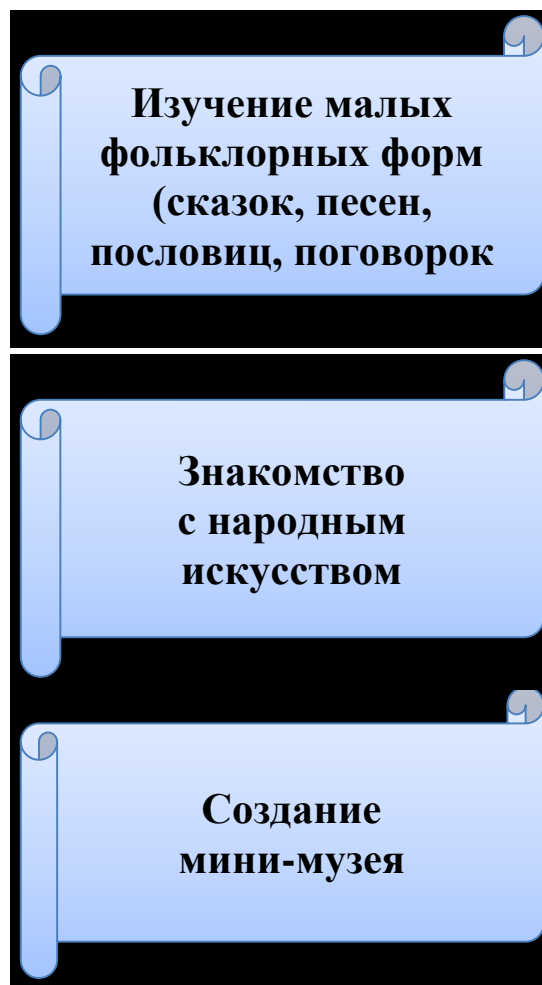 Изучение малых
фольклорных форм
(сказок, песен,
пословиц, поговорок
Знакомство
с народным
искусством
Создание
мини-музея